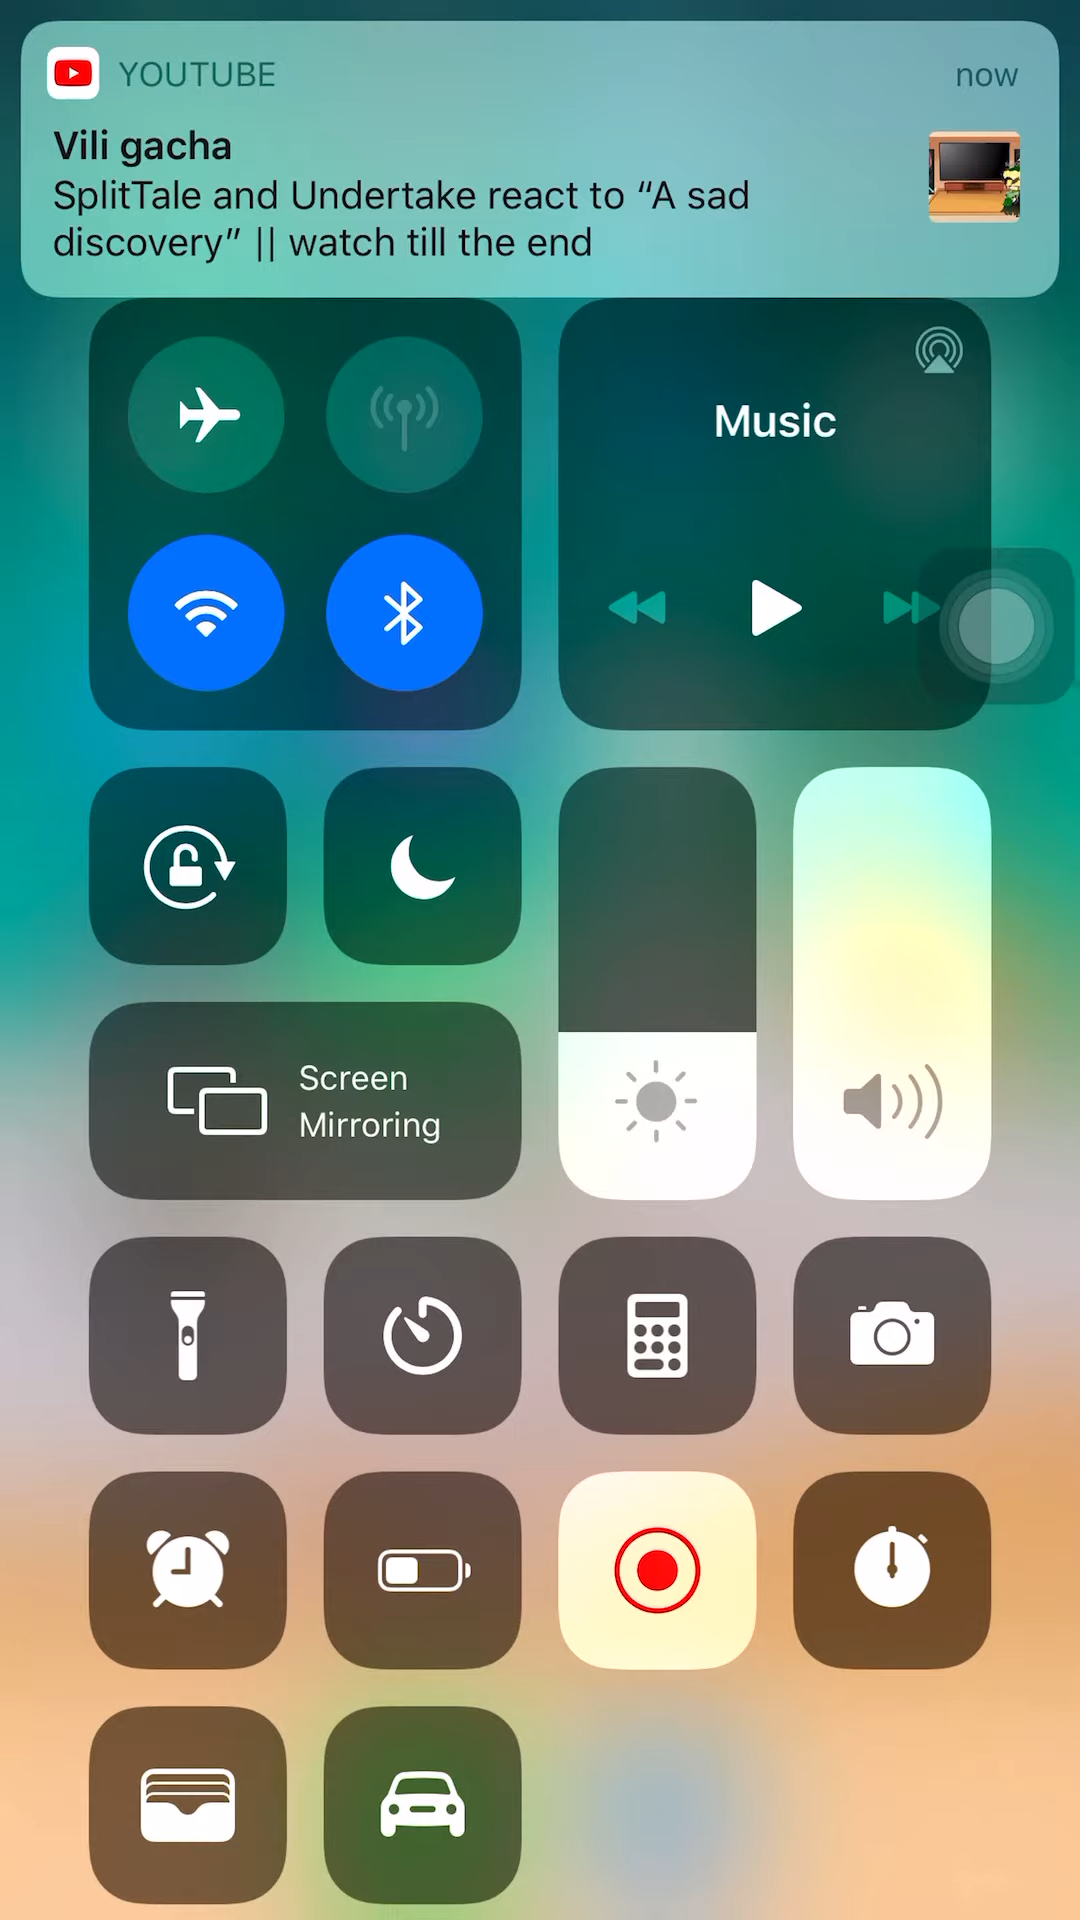 YOUTUBE
now
Vili gacha
SplitTale and Undertake react to “A sad
discovery” || watch till the end
Music
Screen
Mirroring